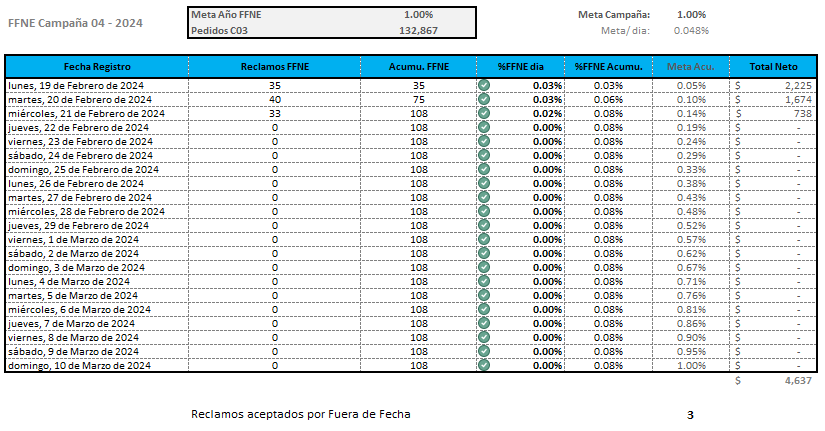 FFNE Campaña 04 - 2024
Meta Año FFNE 1.00%
Pedidos C03 132,867
Meta Campaña: 1.00%
Meta/ dia: 0.048%
Fecha Registro Reclamos FFNE Acumu. FFNE %FFNE dia %FFNE Acumu. Meta Acu. Total Neto
lunes, 19 de Febrero de 2024 35 35 0.03% 0.03% 0.05% $ 2,225
martes, 20 de Febrero de 2024 40 75 0.03% 0.06% 0.10% $ 1,674
miércoles, 21 de Febrero de 2024 33 108 0.02% 0.08% 0.14% $ 738
jueves, 22 de Febrero de 2024 0 108 0.00% 0.08% 0.19% $ -
viernes, 23 de Febrero de 2024 0 108 0.00% 0.08% 0.24% $ -
sábado, 24 de Febrero de 2024 0 108 0.00% 0.08% 0.29% $ -
domingo, 25 de Febrero de 2024 0 108 0.00% 0.08% 0.33% $ -
lunes, 26 de Febrero de 2024 0 108 0.00% 0.08% 0.38% $ -
martes, 27 de Febrero de 2024 0 108 0.00% 0.08% 0.43% $ -
miércoles, 28 de Febrero de 2024 0 108 0.00% 0.08% 0.48% $ -
jueves, 29 de Febrero de 2024 0 108 0.00% 0.08% 0.52% $ -
viernes, 1 de Marzo de 2024 0 108 0.00% 0.08% 0.57% $ -
sábado, 2 de Marzo de 2024 0 108 0.00% 0.08% 0.62% $ -
domingo, 3 de Marzo de 2024 0 108 0.00% 0.08% 0.67% $ -
lunes, 4 de Marzo de 2024 0 108 0.00% 0.08% 0.71% $ -
martes, 5 de Marzo de 2024 0 108 0.00% 0.08% 0.76% $ -
miércoles, 6 de Marzo de 2024 0 108 0.00% 0.08% 0.81% $ -
jueves, 7 de Marzo de 2024 0 108 0.00% 0.08% 0.86% $ -
viernes, 8 de Marzo de 2024 0 108 0.00% 0.08% 0.90% $ -
sábado, 9 de Marzo de 2024 0 108 0.00% 0.08% 0.95% $ -
domingo, 10 de Marzo de 2024 0 108 0.00% 0.08% 1.00% $ -
$ 4,637
Reclamos aceptados por Fuera de Fecha 3